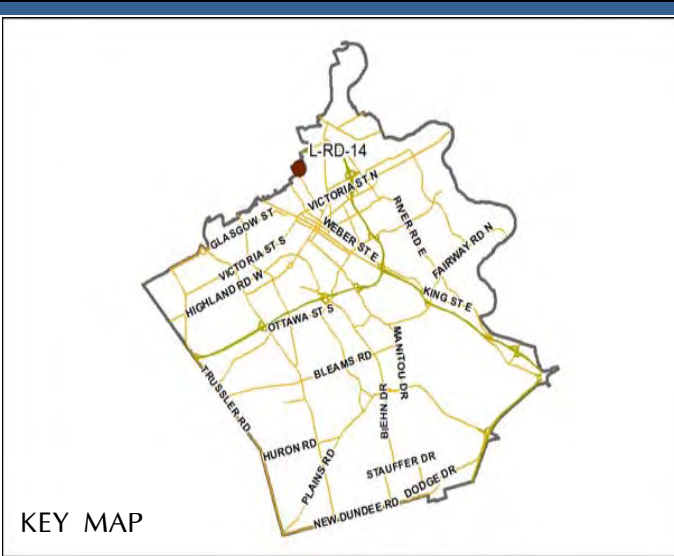 L-RD-14
VICTORIA ST N
GLASGOW ST
WEBER ST E
RIVER RD E
VICTORIA ST S
FAIRWAY RD N
HIGHLAND RD W
KING ST E
OTTAWA ST S
MANITOU DR
BLEAMS RD
TRUSSLER RD
BIEHN DR
HURON RD
STAUFFER DR
PLAINS RD
DODGE DR
NEW DUNDEE RD
KEY MAP